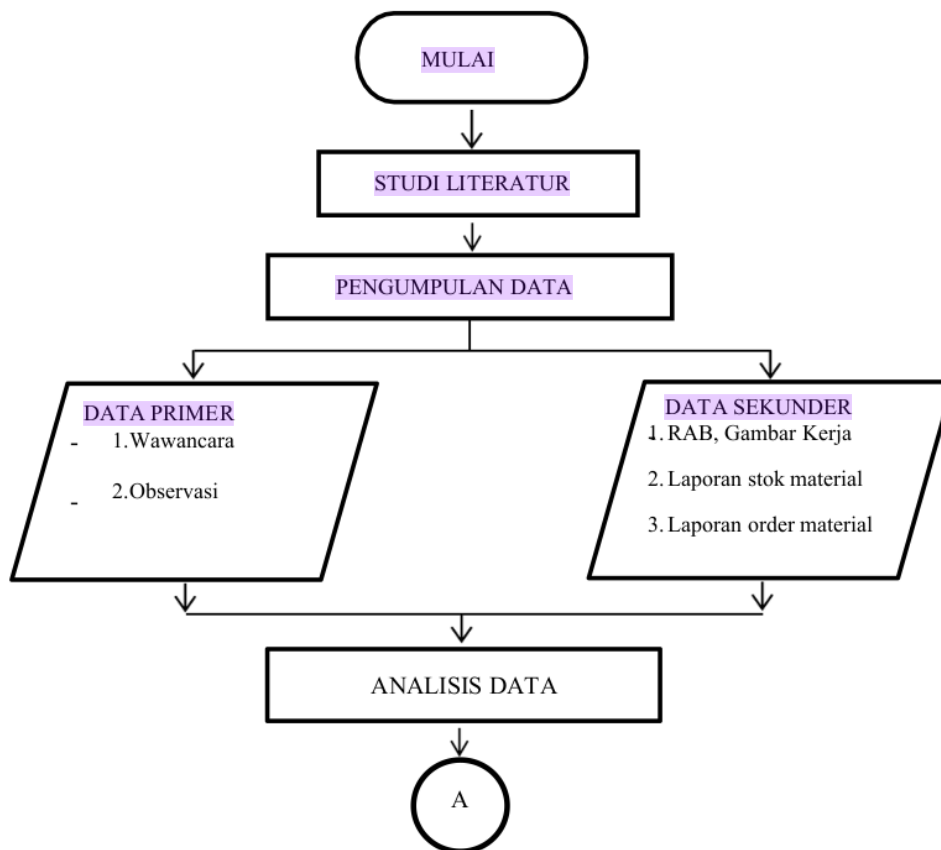 MULAI
STUDI LITERATUR
PENGUMPULAN DATA
DATA PRIMER
- 1.Wawancara
- 2.Observasi
DATA SEKUNDER
1. RAB, Gambar Kerja
2. Laporan stok material
3. Laporan order material
ANALISIS DATA
A